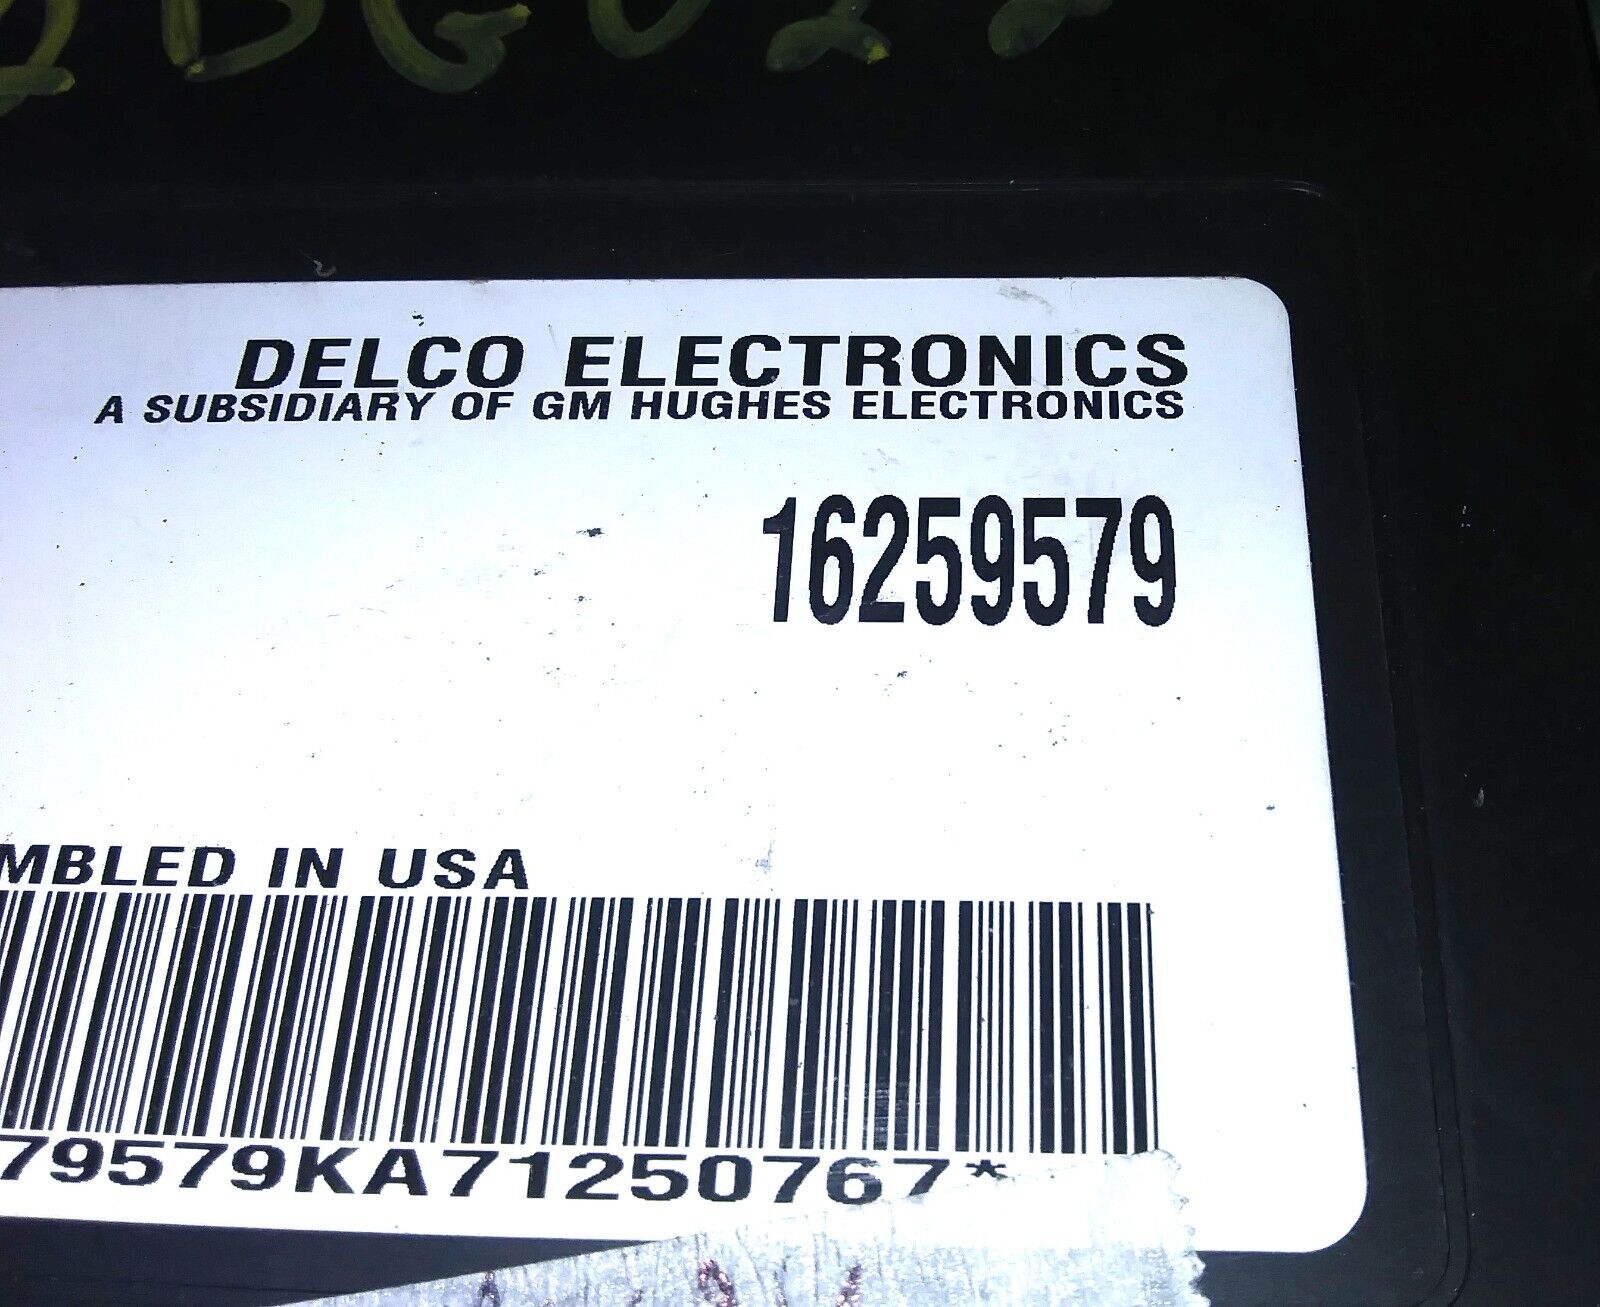 DELCO ELECTRONICS
A SUBSIDIARY OF GM HUGHES ELECTRONICS
16259579
MBLED IN USA
79579KA71250767*